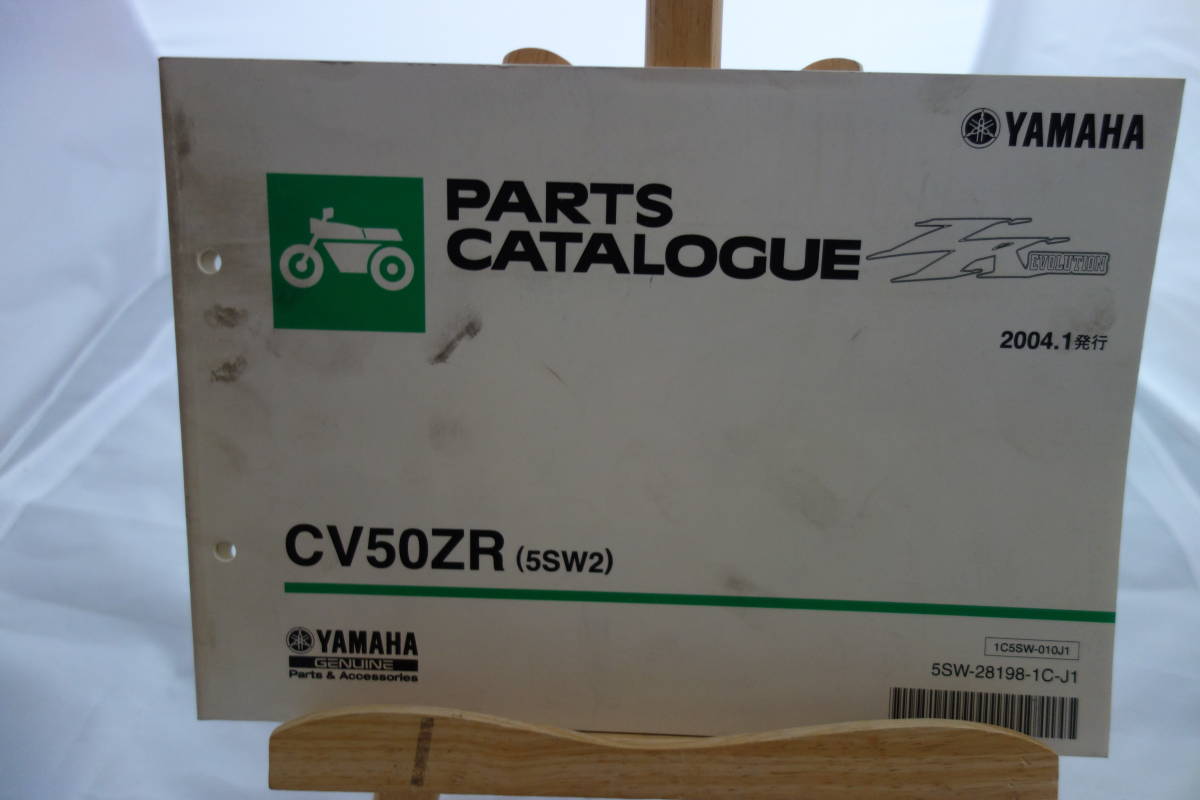 YAMAHA
PARTS
CATALOGUE
ZR
EVOLUTION
2004.1発行
CV50ZR (5SW2)
YAMAHA
GENUINE
Parts & Accessories
1C5SW-010J1
5SW-28198-1C-J1